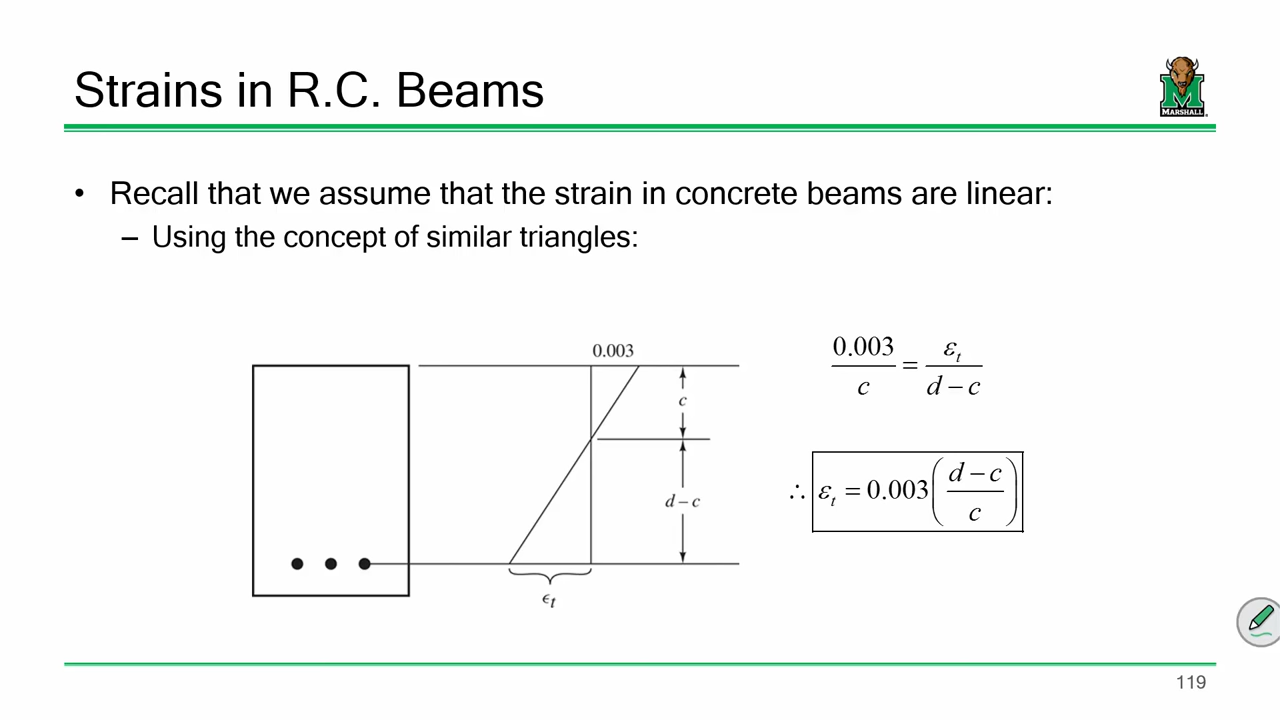 Strains in R.C. Beams
MARSHALL
• Recall that we assume that the strain in concrete beams are linear:
– Using the concept of similar triangles:
0.003
c
d – c
ϵt
0.003/c = εt/(d − c)
∴ εt = 0.003((d − c)/c)
119